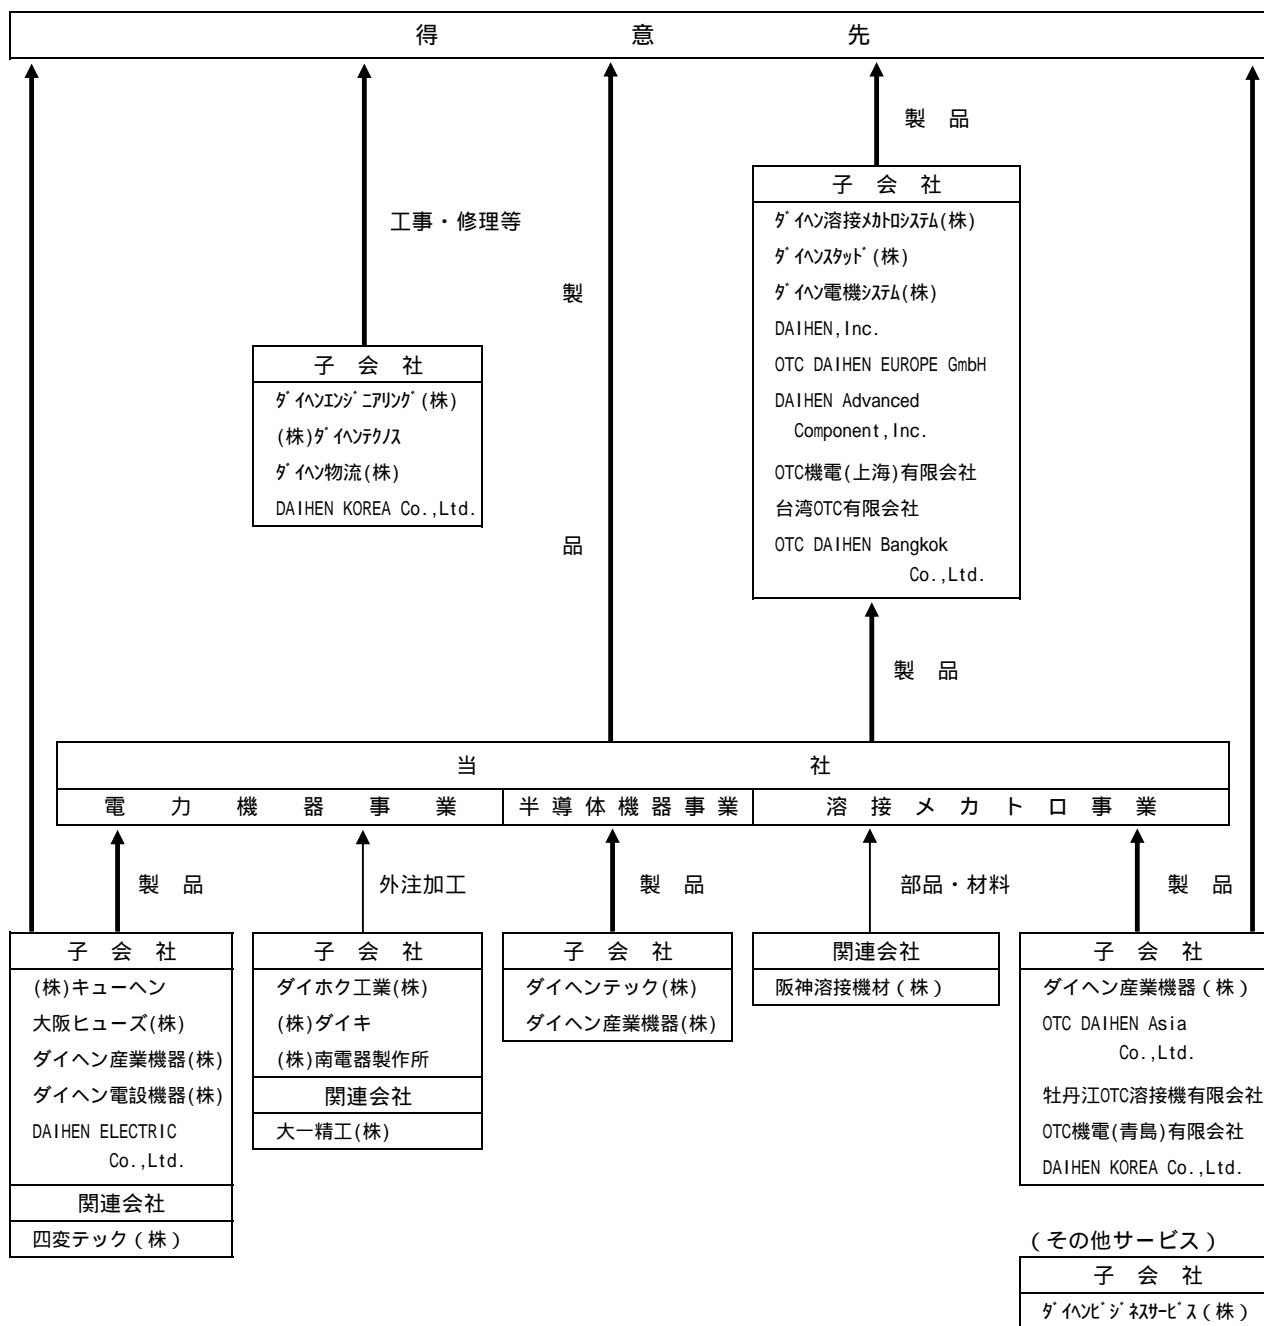 得意先
製品
子会社
ﾀﾞｲﾍﾝ溶接ﾒｶﾄﾛｼｽﾃﾑ(株)
ﾀﾞｲﾍﾝｽﾀｯﾄﾞ(株)
ﾀﾞｲﾍﾝ電機ｼｽﾃﾑ(株)
DAIHEN,Inc.
OTC DAIHEN EUROPE GmbH
DAIHEN Advanced
Component,Inc.
OTC機電(上海)有限会社
台湾OTC有限会社
OTC DAIHEN Bangkok
Co.,Ltd.
工事・修理等
子会社
ﾀﾞｲﾍﾝｴﾝｼﾞﾆｱﾘﾝｸﾞ(株)
(株)ﾀﾞｲﾍﾝﾃｸﾉｽ
ﾀﾞｲﾍﾝ物流(株)
DAIHEN KOREA Co.,Ltd.
製品
製品
当社
電力機器事業
半導体機器事業
溶接メカトロ事業
製品
外注加工
製品
部品・材料
製品
子会社
(株)キューヘン
大阪ヒューズ(株)
ダイヘン産業機器(株)
ダイヘン電設機器(株)
DAIHEN ELECTRIC
Co.,Ltd.
関連会社
四変テック(株)
子会社
ダイホク工業(株)
(株)ダイキ
(株)南電器製作所
関連会社
大一精工(株)
子会社
ダイヘンテック(株)
ダイヘン産業機器(株)
関連会社
阪神溶接機材(株)
子会社
ダイヘン産業機器(株)
OTC DAIHEN Asia
Co.,Ltd.
牡丹江OTC溶接機有限会社
OTC機電(青島)有限会社
DAIHEN KOREA Co.,Ltd.
(その他サービス)
子会社
ﾀﾞｲﾍﾝﾋﾞｼﾞﾈｽｻｰﾋﾞｽ(株)